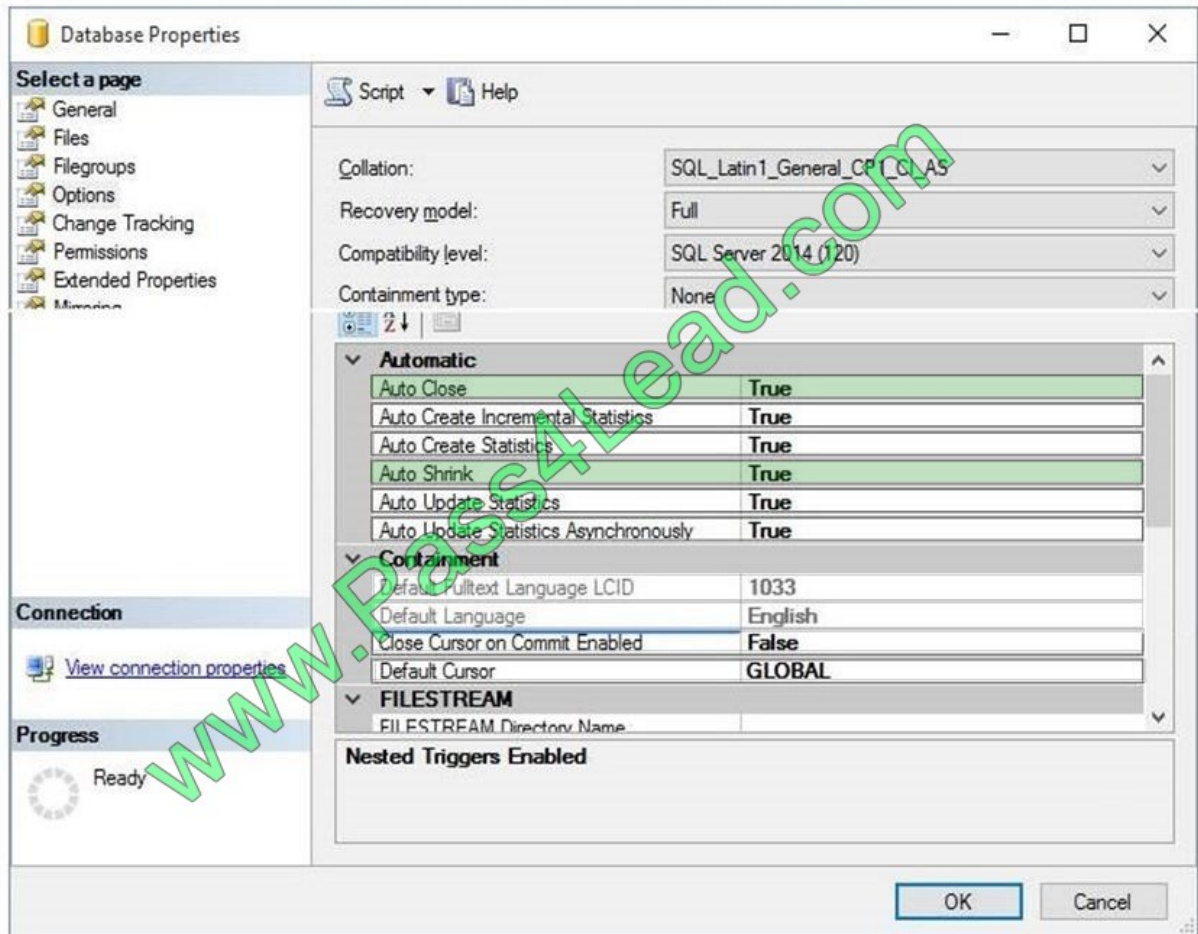 Database Properties
Select a page
General
Files
Filegroups
Options
Change Tracking
Permissions
Extended Properties
Mirroring
Connection
View connection properties
Progress
Ready
Script
Help
Collation:
SQL_Latin1_General_CP1_CI_AS
Recovery model:
Full
Compatibility level:
SQL Server 2014 (120)
Containment type:
None
Automatic
Auto Close True
Auto Create Incremental Statistics True
Auto Create Statistics True
Auto Shrink True
Auto Update Statistics True
Auto Update Statistics Asynchronously True
Containment
Default Fulltext Language LCID 1033
Default Language English
Close Cursor on Commit Enabled False
Default Cursor GLOBAL
FILESTREAM
FILESTREAM Directory Name
Nested Triggers Enabled
OK
Cancel
www.Pass4Lead.com